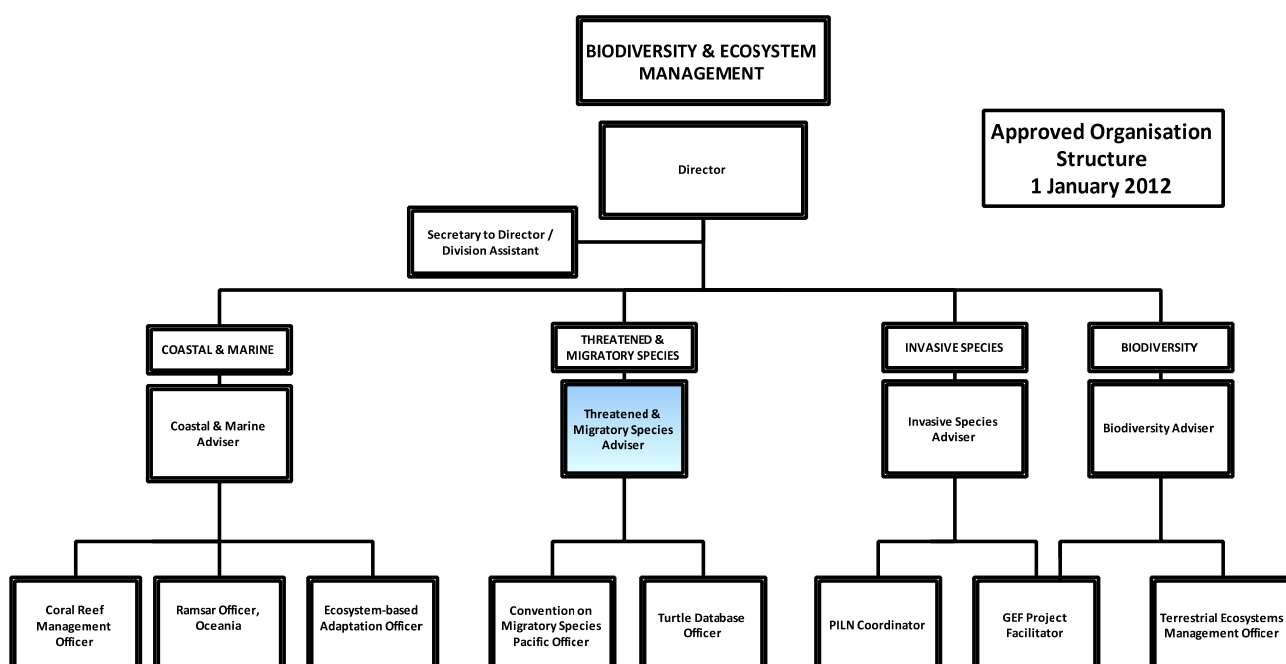 BIODIVERSITY & ECOSYSTEM
MANAGEMENT
Approved Organisation
Structure
1 January 2012
Director
Secretary to Director /
Division Assistant
COASTAL & MARINE
THREATENED &
MIGRATORY SPECIES
INVASIVE SPECIES
BIODIVERSITY
Coastal & Marine
Adviser
Threatened &
Migratory Species
Adviser
Invasive Species
Adviser
Biodiversity Adviser
Coral Reef
Management
Officer
Ramsar Officer,
Oceania
Ecosystem-based
Adaptation Officer
Convention on
Migratory Species
Pacific Officer
Turtle Database
Officer
PILN Coordinator
GEF Project
Facilitator
Terrestrial Ecosystems
Management Officer